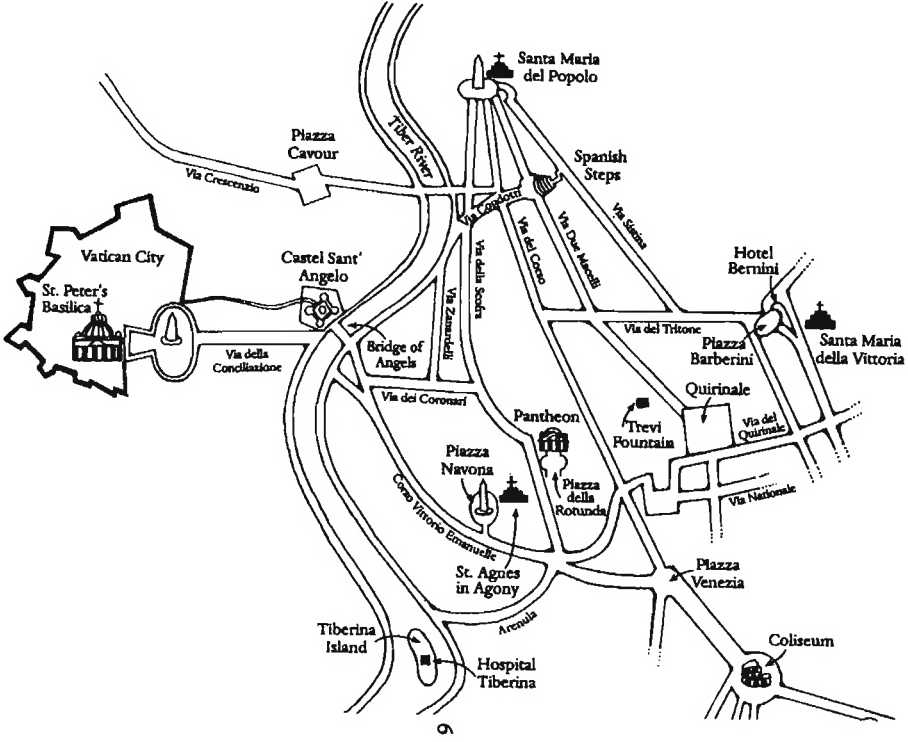 Santa Maria
del Popolo
Tiber River
Piazza
Cavour
Via Crescenzio
Spanish
Steps
Via Condotti
Via Sistina
Via del Corso
Via Due Macelli
Vatican City
St. Peter's
Basilica
Castel Sant'
Angelo
Via della Scrofa
Via Zanardelli
Hotel
Bernini
Via del Tritone
Piazza
Barberini
Santa Maria
della Vittoria
Via della
Conciliazione
Bridge of
Angels
Via dei Coronari
Quirinale
Pantheon
Trevi
Fountain
Via del
Quirinale
Piazza
Navona
Piazza
della
Rotunda
Via Nationale
Corso Vittorio Emanuelle
St. Agnes
in Agony
Piazza
Venezia
Arenula
Tiberina
Island
Hospital
Tiberina
Coliseum
6